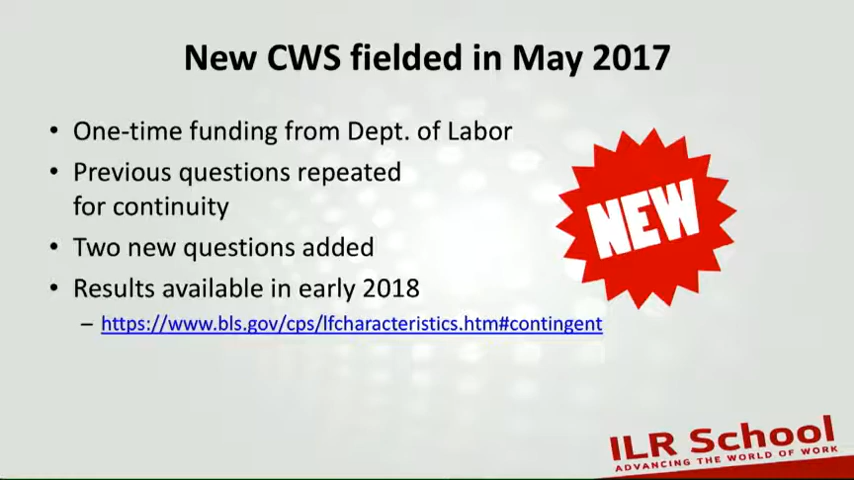 New CWS fielded in May 2017
• One-time funding from Dept. of Labor
• Previous questions repeated
for continuity
• Two new questions added
• Results available in early 2018
– https://www.bls.gov/cps/lfcharacteristics.htm#contingent
NEW
ILR School
ADVANCING THE WORLD OF WORK